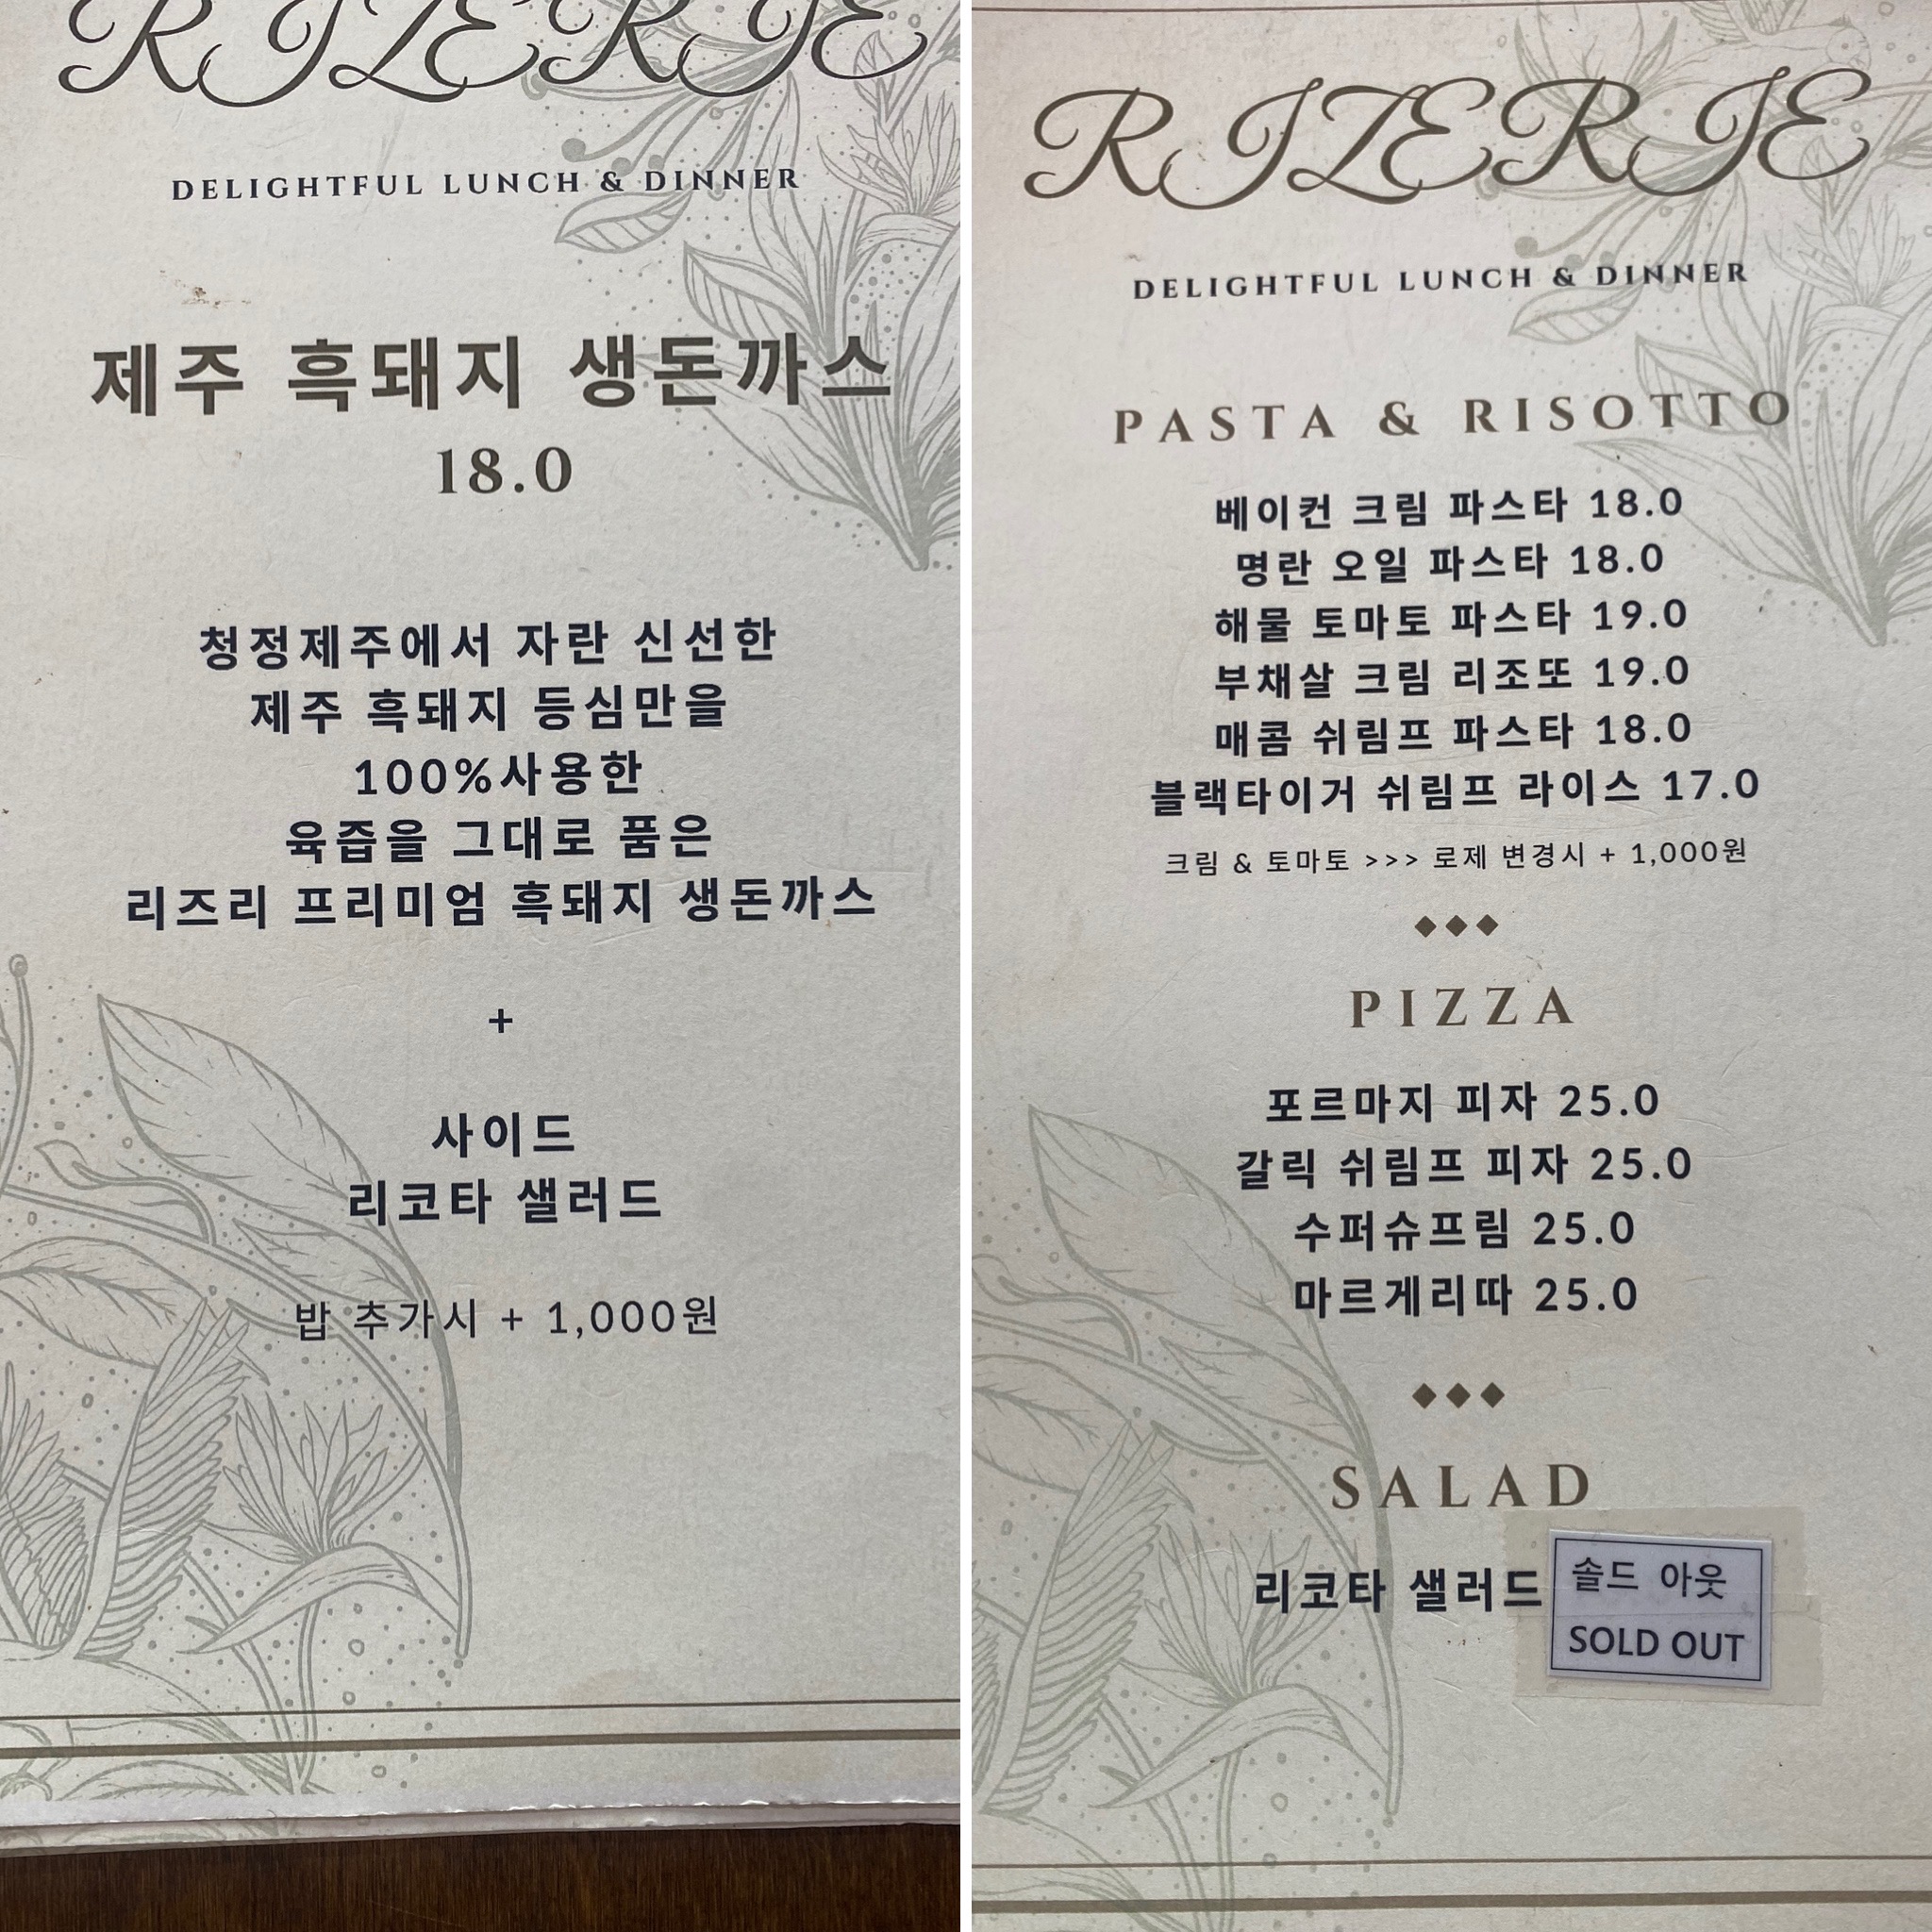 RIZERIE
DELIGHTFUL LUNCH & DINNER
제주 흑돼지 생돈까스
18.0
청정제주에서 자란 신선한
제주 흑돼지 등심만을
100%사용한
육즙을 그대로 품은
리즈리 프리미엄 흑돼지 생돈까스
+
사이드
리코타 샐러드
밥 추가시 + 1,000원
RIZERIE
DELIGHTFUL LUNCH & DINNER
PASTA & RISOTTO
베이컨 크림 파스타 18.0
명란 오일 파스타 18.0
해물 토마토 파스타 19.0
부채살 크림 리조또 19.0
매콤 쉬림프 파스타 18.0
블랙타이거 쉬림프 라이스 17.0
크림 & 토마토 >>> 로제 변경시 + 1,000원
PIZZA
포르마지 피자 25.0
갈릭 쉬림프 피자 25.0
수퍼슈프림 25.0
마르게리따 25.0
SALAD
리코타 샐러드
솔드 아웃
SOLD OUT